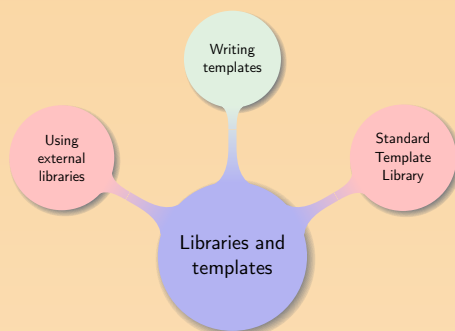 Writing
templates
Using
external
libraries
Standard
Template
Library
Libraries and
templates